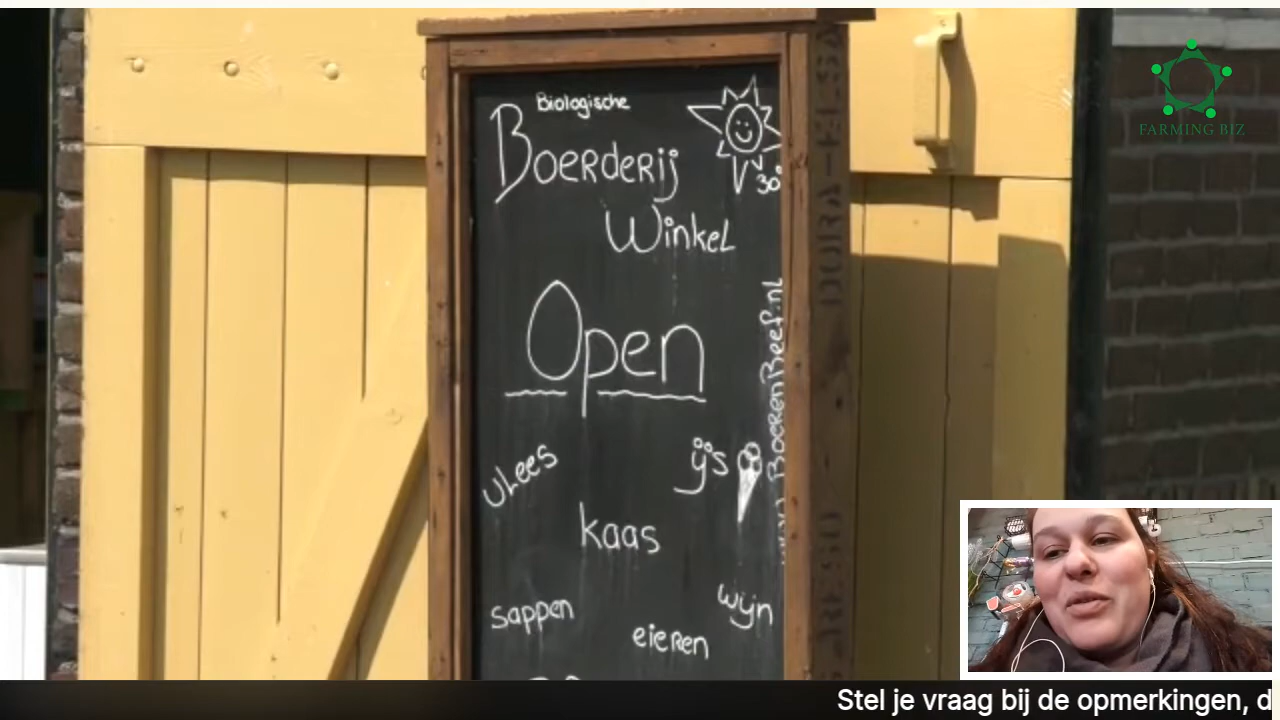 FARMING BIZ
Biologische
Boerderij
30°
Winkel
Open
BoerenBeef.nl
vlees
ijs
kaas
sappen
wijn
eieren
Stel je vraag bij de opmerkingen, d